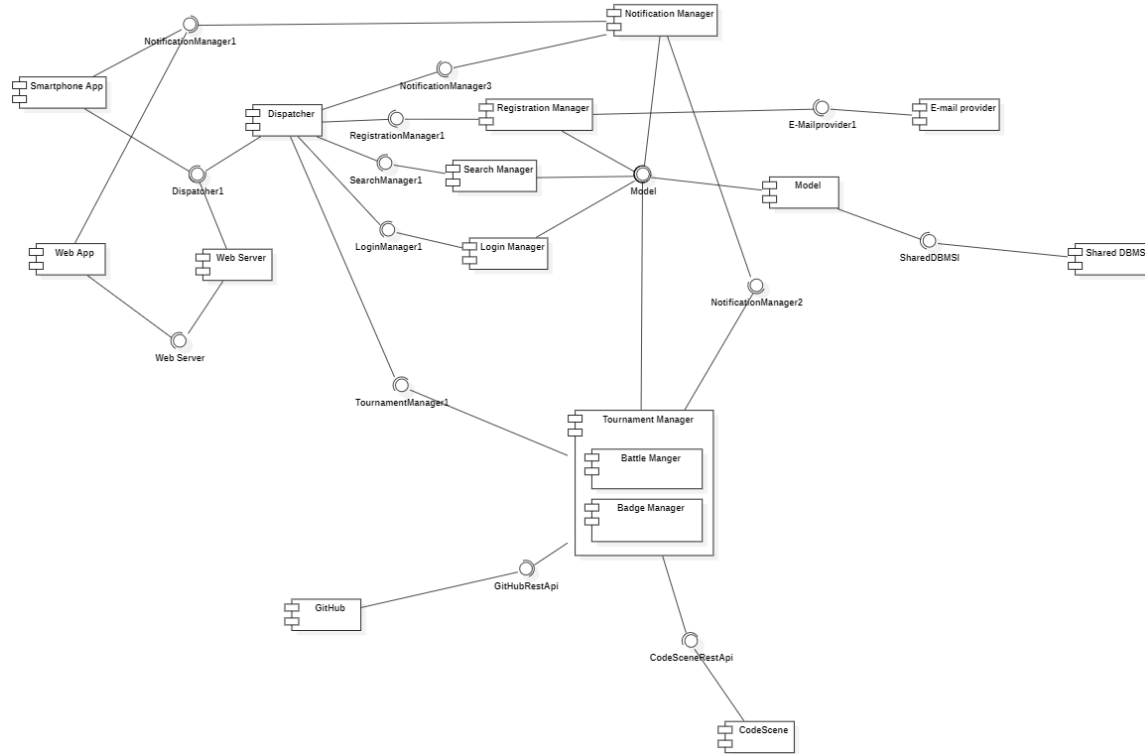 Notification Manager
NotificationManager1
Smartphone App
NotificationManager3
Dispatcher
Registration Manager
E-mail provider
RegistrationManager1
E-Mailprovider1
Search Manager
SearchManager1
Dispatcher1
Model
Model
Web App
Web Server
LoginManager1
Login Manager
SharedDBMSI
Shared DBMS
NotificationManager2
Web Server
TournamentManager1
Tournament Manager
Battle Manger
Badge Manager
GitHubRestApi
GitHub
CodeSceneRestApi
CodeScene